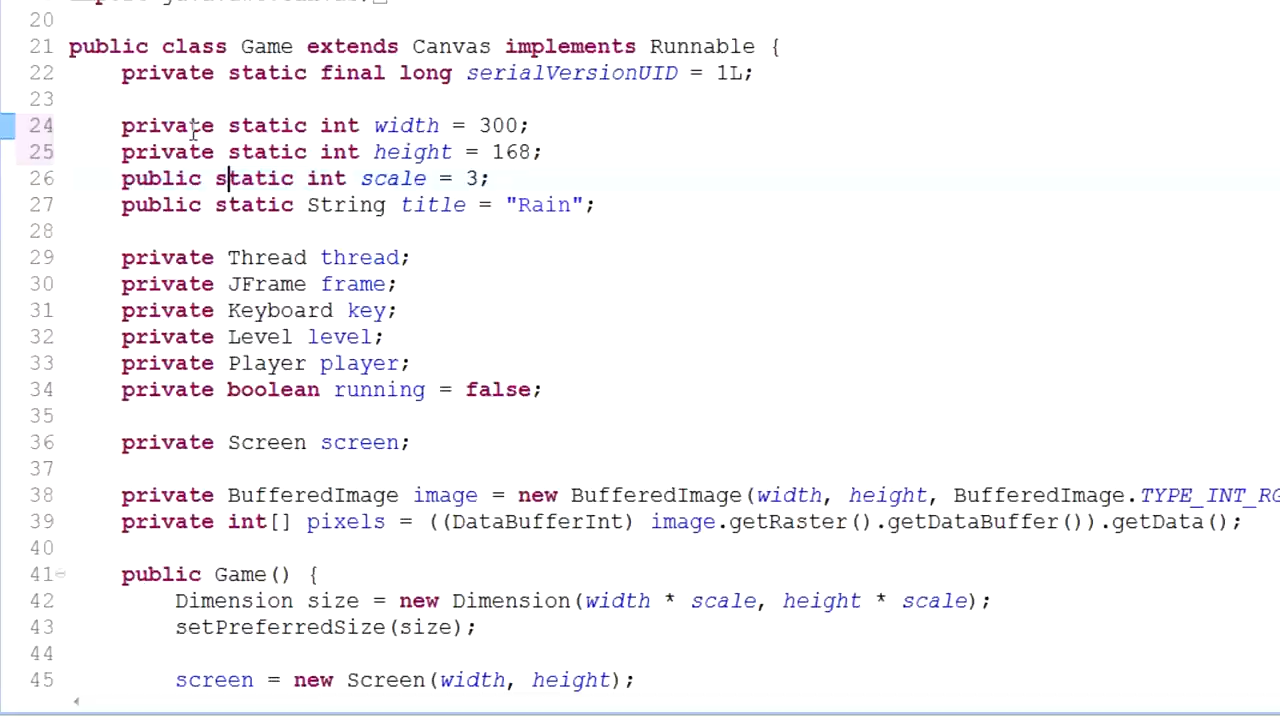 20
21 public class Game extends Canvas implements Runnable {
22 private static final long serialVersionUID = 1L;
23
24 private static int width = 300;
25 private static int height = 168;
26 public static int scale = 3;
27 public static String title = "Rain";
28
29 private Thread thread;
30 private JFrame frame;
31 private Keyboard key;
32 private Level level;
33 private Player player;
34 private boolean running = false;
35
36 private Screen screen;
37
38 private BufferedImage image = new BufferedImage(width, height, BufferedImage.TYPE_INT_RG
39 private int[] pixels = ((DataBufferInt) image.getRaster().getDataBuffer()).getData();
40
41 public Game() {
42 Dimension size = new Dimension(width * scale, height * scale);
43 setPreferredSize(size);
44
45 screen = new Screen(width, height);